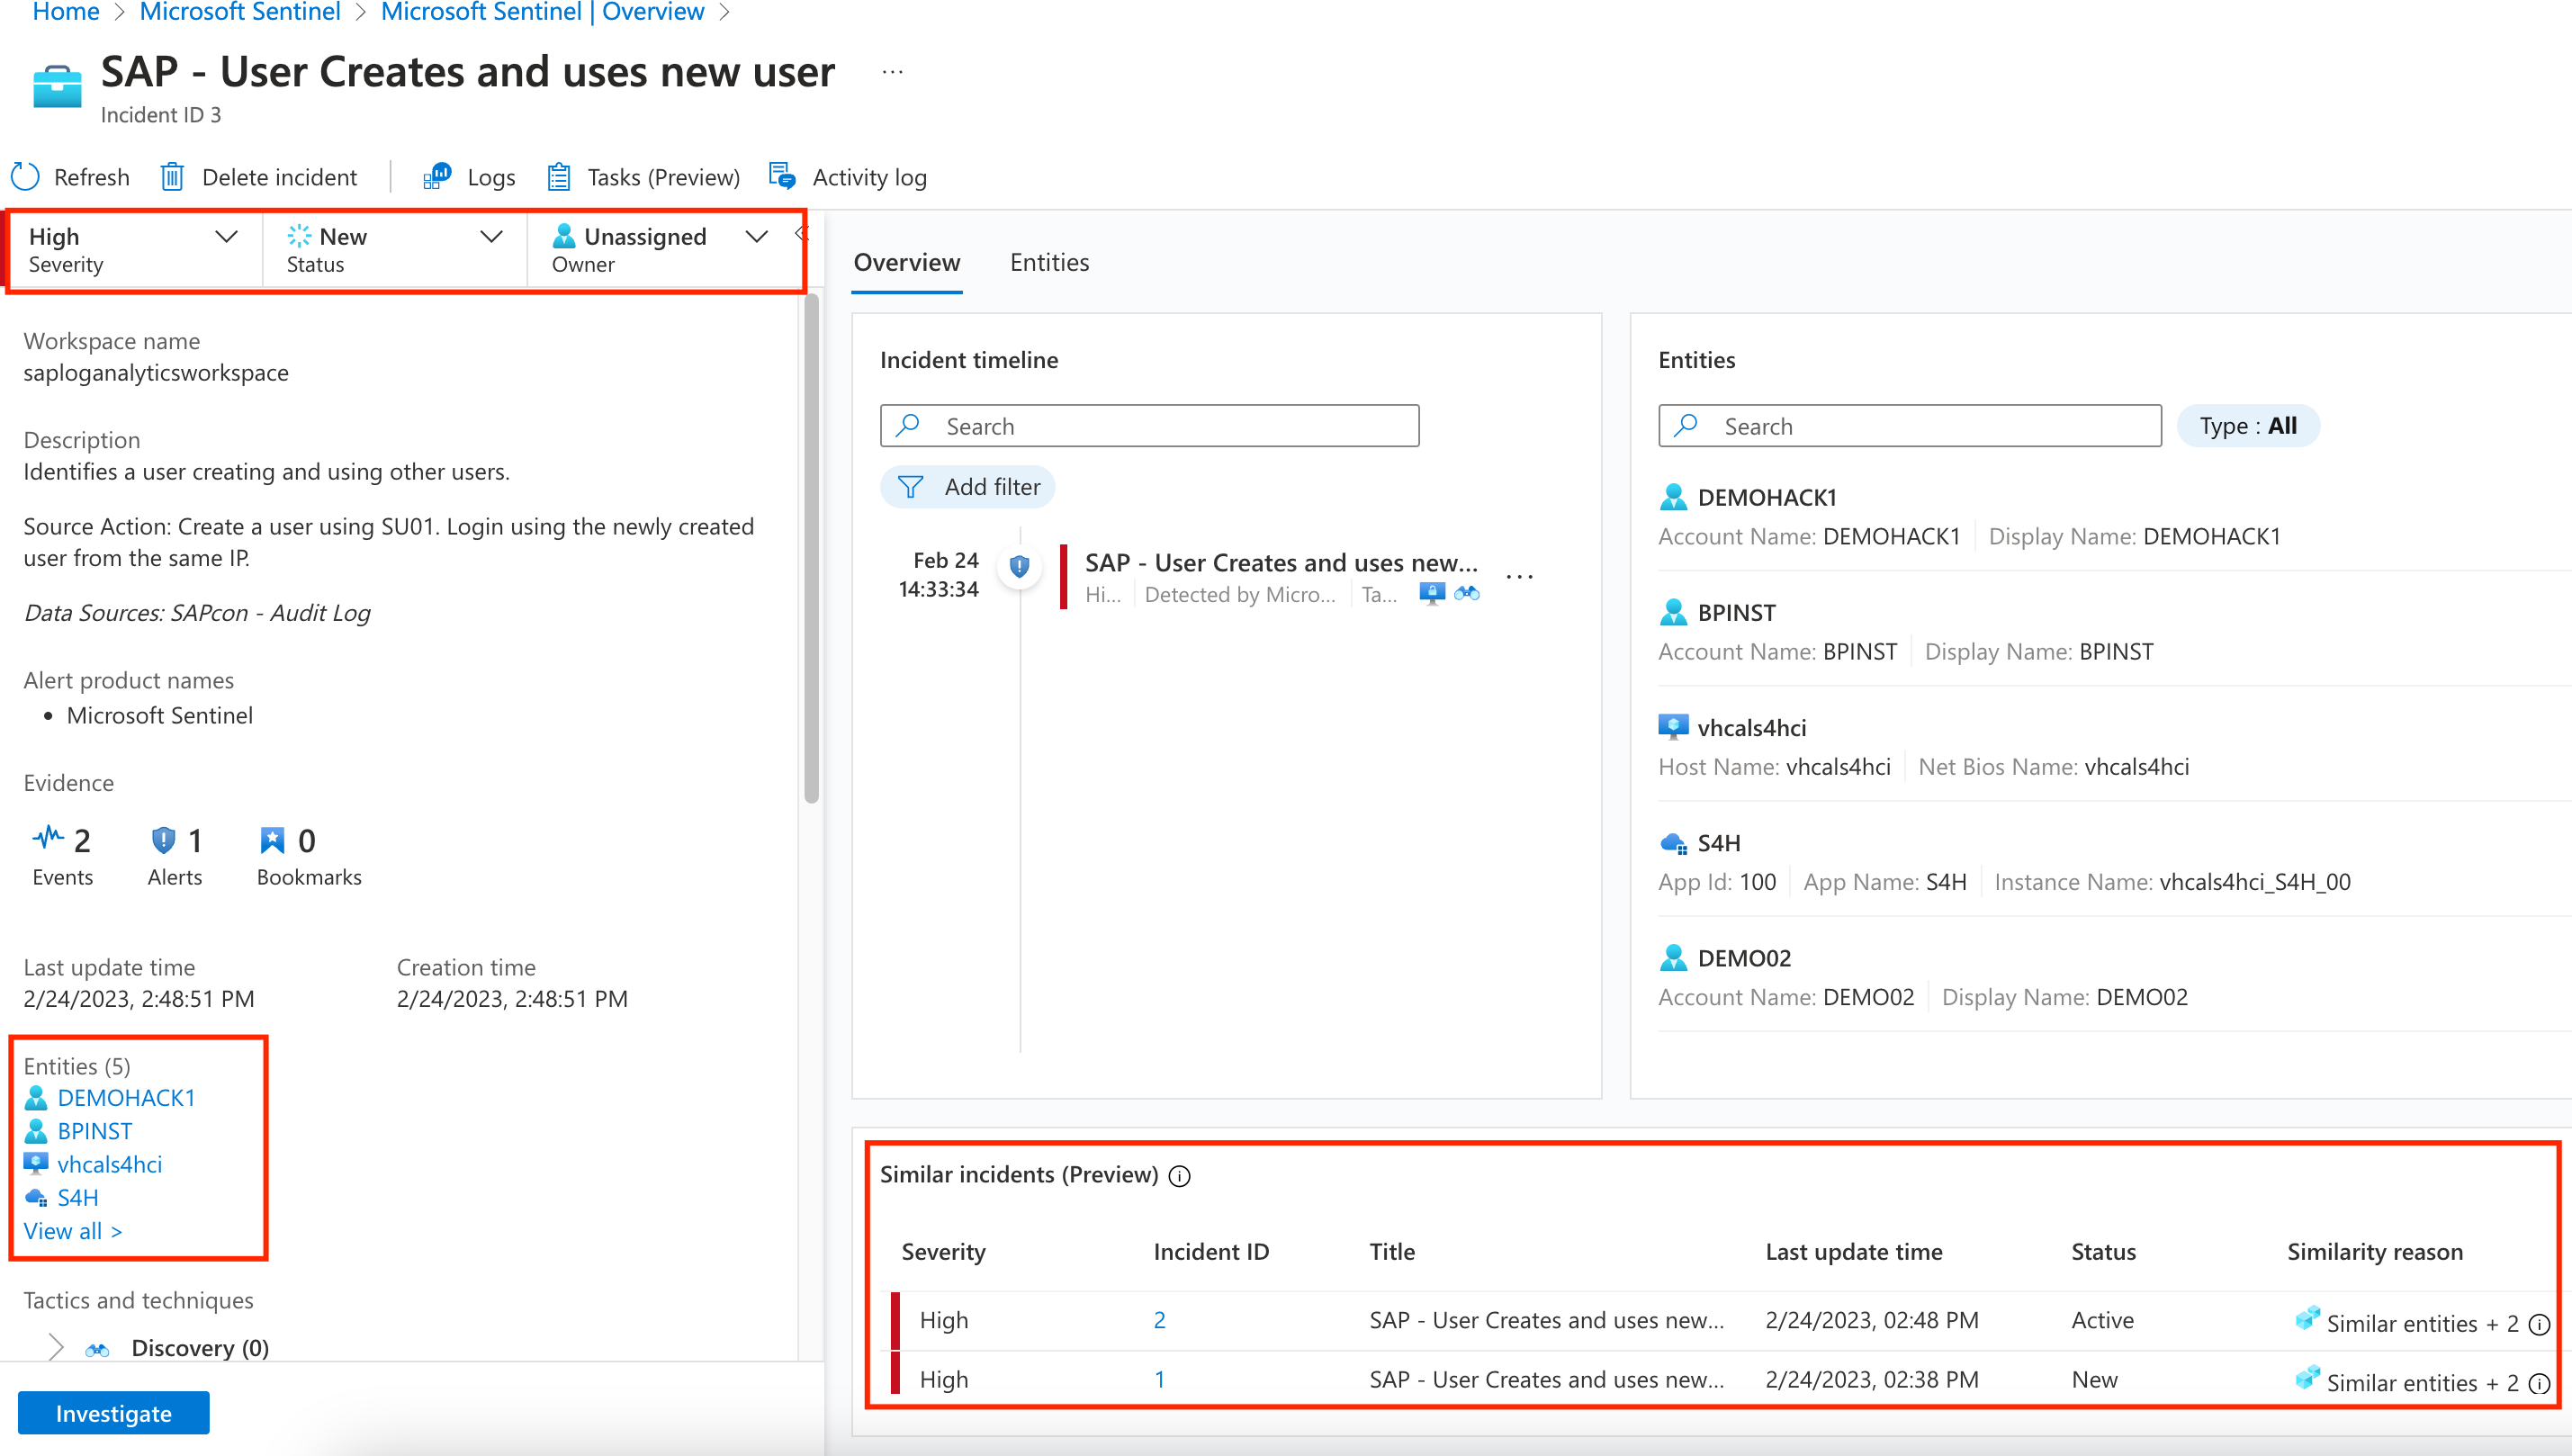 Home > Microsoft Sentinel > Microsoft Sentinel | Overview >
SAP - User Creates and uses new user ...
Incident ID 3
Refresh Delete incident Logs Tasks (Preview) Activity log
High New Unassigned
Severity Status Owner
Workspace name
saploganalyticsworkspace
Description
Identifies a user creating and using other users.
Source Action: Create a user using SU01. Login using the newly created
user from the same IP.
Data Sources: SAPcon - Audit Log
Alert product names
• Microsoft Sentinel
Evidence
2 1 0
Events Alerts Bookmarks
Last update time Creation time
2/24/2023, 2:48:51 PM 2/24/2023, 2:48:51 PM
Entities (5)
DEMOHACK1
BPINST
vhcals4hci
S4H
View all >
Tactics and techniques
Discovery (0)
Investigate
Overview Entities
Incident timeline
Search
Add filter
Feb 24
14:33:34
SAP - User Creates and uses new...
Hi... Detected by Micro... Ta... ...
Entities
Search Type : All
DEMOHACK1
Account Name: DEMOHACK1 Display Name: DEMOHACK1
BPINST
Account Name: BPINST Display Name: BPINST
vhcals4hci
Host Name: vhcals4hci Net Bios Name: vhcals4hci
S4H
App Id: 100 App Name: S4H Instance Name: vhcals4hci_S4H_00
DEMO02
Account Name: DEMO02 Display Name: DEMO02
Similar incidents (Preview)
Severity Incident ID Title Last update time Status Similarity reason
High 2 SAP - User Creates and uses new... 2/24/2023, 02:48 PM Active Similar entities + 2
High 1 SAP - User Creates and uses new... 2/24/2023, 02:38 PM New Similar entities + 2